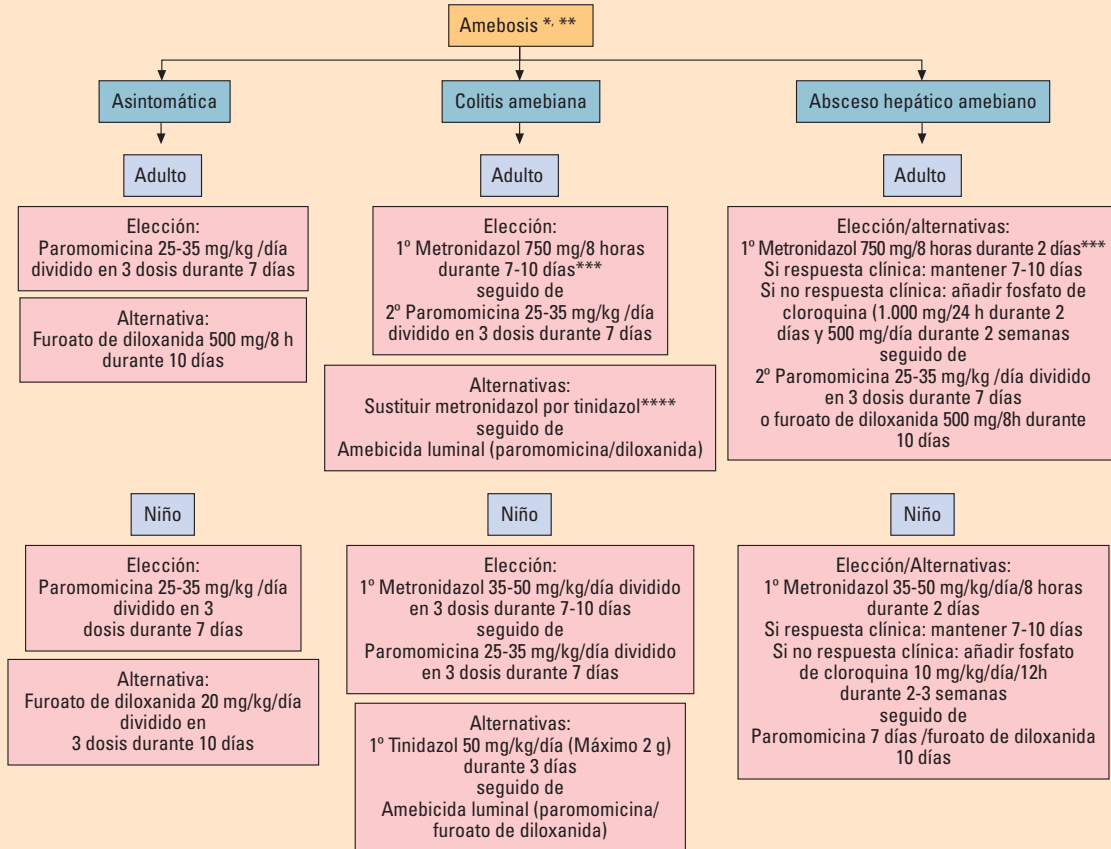 Amebosis *, **
Asintomática
Colitis amebiana
Absceso hepático amebiano
Adulto
Adulto
Adulto
Elección:
Paromomicina 25-35 mg/kg /día
dividido en 3 dosis durante 7 días
Alternativa:
Furoato de diloxanida 500 mg/8 h
durante 10 días
Elección:
1º Metronidazol 750 mg/8 horas
durante 7-10 días***
seguido de
2º Paromomicina 25-35 mg/kg /día
dividido en 3 dosis durante 7 días
Alternativas:
Sustituir metronidazol por tinidazol****
seguido de
Amebicida luminal (paromomicina/diloxanida)
Elección/alternativas:
1º Metronidazol 750 mg/8 horas durante 2 días***
Si respuesta clínica: mantener 7-10 días
Si no respuesta clínica: añadir fosfato de
cloroquina (1.000 mg/24 h durante 2
días y 500 mg/día durante 2 semanas
seguido de
2º Paromomicina 25-35 mg/kg /día dividido
en 3 dosis durante 7 días
o furoato de diloxanida 500 mg/8h durante
10 días
Niño
Niño
Niño
Elección:
Paromomicina 25-35 mg/kg /día
dividido en 3
dosis durante 7 días
Alternativa:
Furoato de diloxanida 20 mg/kg/día
dividido en
3 dosis durante 10 días
Elección:
1º Metronidazol 35-50 mg/kg/día dividido
en 3 dosis durante 7-10 días
seguido de
Paromomicina 25-35 mg/kg/día dividido
en 3 dosis durante 7 días
Alternativas:
1º Tinidazol 50 mg/kg/día (Máximo 2 g)
durante 3 días
seguido de
Amebicida luminal (paromomicina/
furoato de diloxanida)
Elección/Alternativas:
1º Metronidazol 35-50 mg/kg/día/8 horas
durante 2 días
Si respuesta clínica: mantener 7-10 días
Si no respuesta clínica: añadir fosfato
de cloroquina 10 mg/kg/día/12h
durante 2-3 semanas
seguido de
Paromomicina 7 días /furoato de diloxanida
10 días